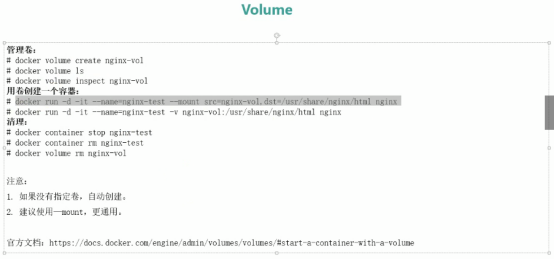 Volume
管理卷：
# docker volume create nginx-vol
# docker volume ls
# docker volume inspect nginx-vol
用卷创建一个容器：
# docker run -d -it --name=nginx-test --mount src=nginx-vol,dst=/usr/share/nginx/html nginx
# docker run -d -it --name=nginx-test -v nginx-vol:/usr/share/nginx/html nginx
清理：
# docker container stop nginx-test
# docker container rm nginx-test
# docker volume rm nginx-vol
注意：
1. 如果没有指定卷，自动创建。
2. 建议使用—mount，更通用。
官方文档：https://docs.docker.com/engine/admin/volumes/volumes/#start-a-container-with-a-volume